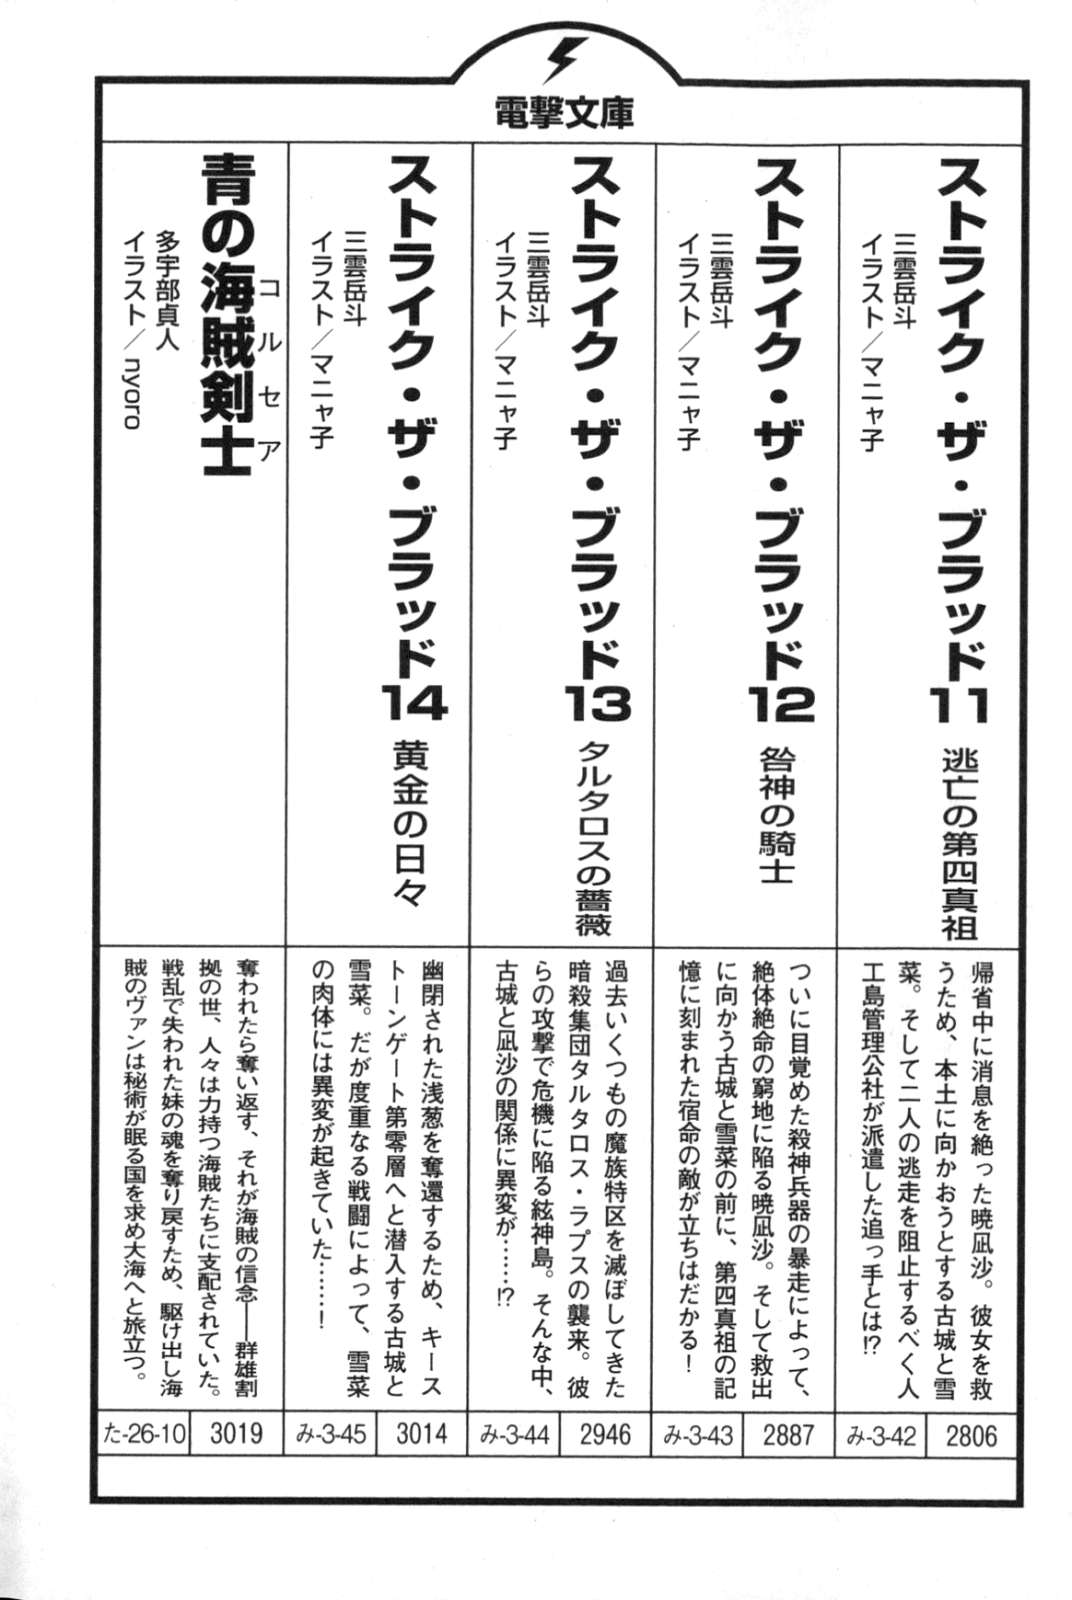 電撃文庫
ストライク・ザ・ブラッド11 逃亡の第四真祖
三雲岳斗
イラスト／マニャ子
帰省中に消息を絶った暁凪沙。彼女を救
うため、本土に向かおうとする古城と雪
菜。そして二人の逃走を阻止するべく人
工島管理公社が派遣した追っ手とは!?
み-3-42
2806
ストライク・ザ・ブラッド12 咎神の騎士
三雲岳斗
イラスト／マニャ子
ついに目覚めた殺神兵器の暴走によって、
絶体絶命の窮地に陥る暁凪沙。そして救出
に向かう古城と雪菜の前に、第四真祖の記
憶に刻まれた宿命の敵が立ちはだかる！
み-3-43
2887
ストライク・ザ・ブラッド13 タルタロスの薔薇
三雲岳斗
イラスト／マニャ子
過去いくつもの魔族特区を滅ぼしてきた
暗殺集団タルタロス・ラプスの襲来。彼
らの攻撃で危機に陥る絃神島。そんな中、
古城と凪沙の関係に異変が……!?
み-3-44
2946
ストライク・ザ・ブラッド14 黄金の日々
三雲岳斗
イラスト／マニャ子
幽閉された浅葱を奪還するため、キース
トーンゲート第零層へと潜入する古城と
雪菜。だが度重なる戦闘によって、雪菜
の肉体には異変が起きていた……！
み-3-45
3014
青の海賊剣士
コルセア
多宇部貞人
イラスト／nyoro
奪われたら奪い返す、それが海賊の信念――群雄割
拠の世、人々は力持つ海賊たちに支配されていた。
戦乱で失われた妹の魂を奪り戻すため、駆け出し海
賊のヴァンは秘術が眠る国を求め大海へと旅立つ。
た-26-10
3019